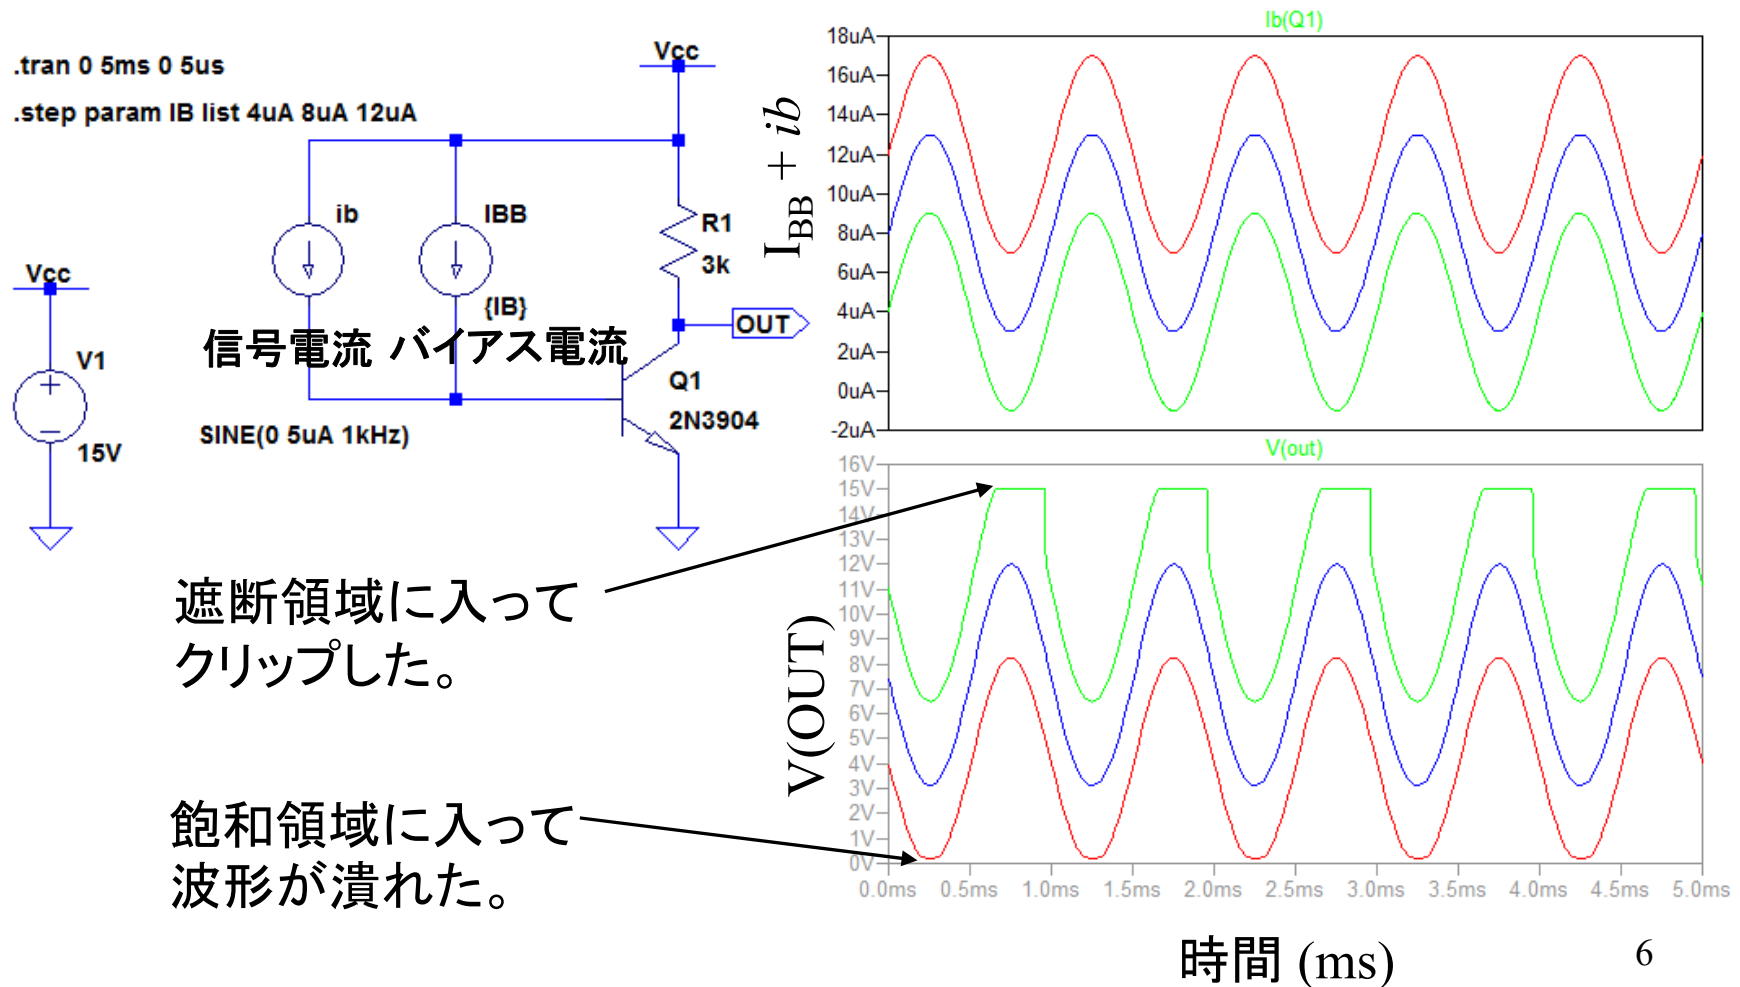 .tran 0 5ms 0 5us
.step param IB list 4uA 8uA 12uA
Vcc
ib
IBB
R1
3k
{IB}
OUT
信号電流 バイアス電流
Vcc
V1
15V
Q1
2N3904
SINE(0 5uA 1kHz)
遮断領域に入って
クリップした。
飽和領域に入って
波形が潰れた。
Ib(Q1)
IBB + ib
18uA
16uA
14uA
12uA
10uA
8uA
6uA
4uA
2uA
0uA
-2uA
V(out)
V(OUT)
16V
15V
14V
13V
12V
11V
10V
9V
8V
7V
6V
5V
4V
3V
2V
1V
0V
0.0ms 0.5ms 1.0ms 1.5ms 2.0ms 2.5ms 3.0ms 3.5ms 4.0ms 4.5ms 5.0ms
時間 (ms)
6